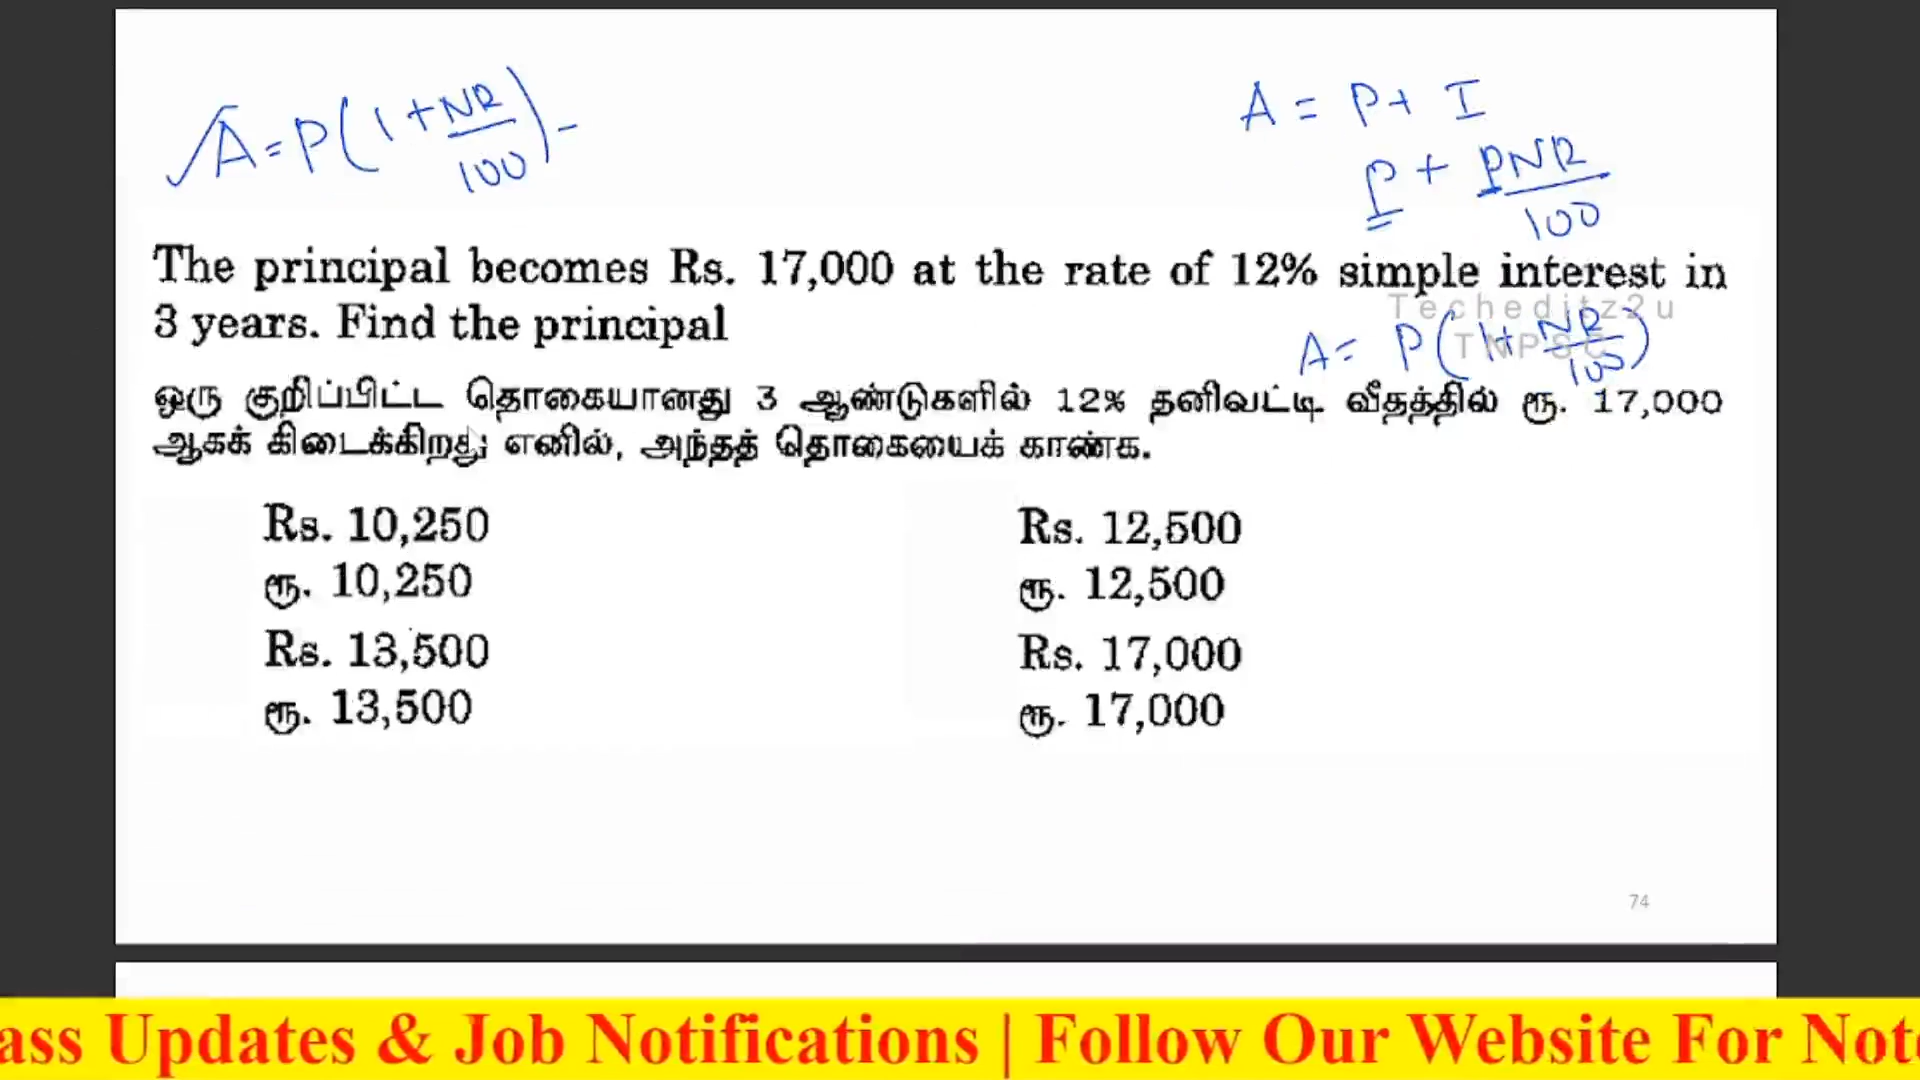 A = P(1 + NR/100) -
A = P + I
P + PNR/100
The principal becomes Rs. 17,000 at the rate of 12% simple interest in
Techeditz2u
3 years. Find the principal
TNPSC
A = P(1 + NR/100)
ஒரு குறிப்பிட்ட தொகையானது 3 ஆண்டுகளில் 12% தனிவட்டி வீதத்தில் ரூ. 17,000
ஆகக் கிடைக்கிறது எனில், அந்தத் தொகையைக் காண்க.
Rs. 10,250 Rs. 12,500
ரூ. 10,250 ரூ. 12,500
Rs. 13,500 Rs. 17,000
ரூ. 13,500 ரூ. 17,000
74
ass Updates & Job Notifications | Follow Our Website For Not